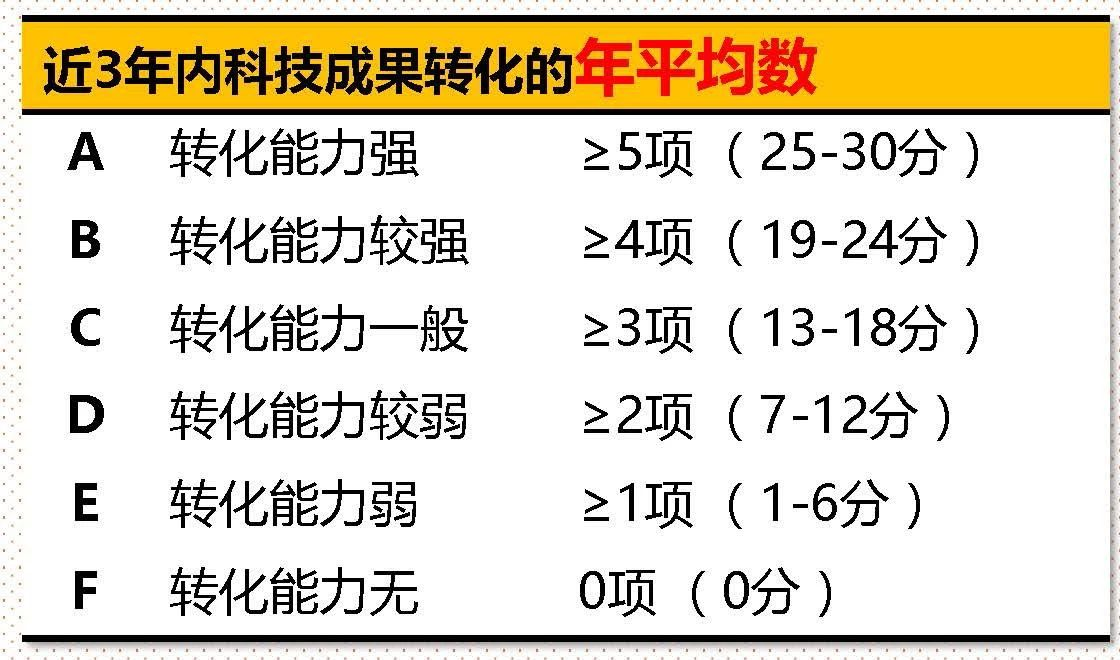 近3年内科技成果转化的年平均数
A 转化能力强 ≥5项（25-30分）
B 转化能力较强 ≥4项（19-24分）
C 转化能力一般 ≥3项（13-18分）
D 转化能力较弱 ≥2项（7-12分）
E 转化能力弱 ≥1项（1-6分）
F 转化能力无 0项（0分）